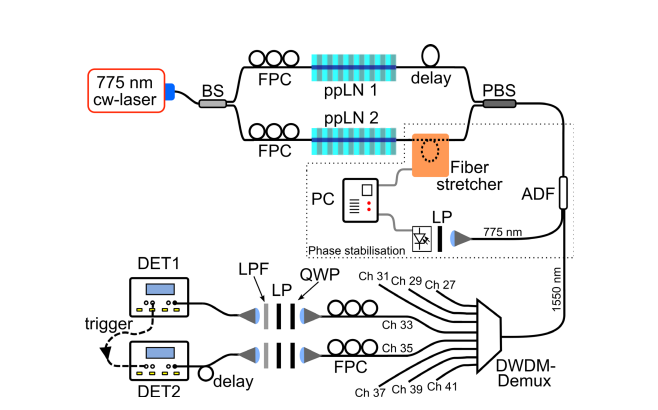 775 nm
cw-laser
BS
FPC
ppLN 1
delay
PBS
ppLN 2
FPC
Fiber
stretcher
PC
LP
ADF
775 nm
Phase stabilisation
1550 nm
DET1
LPF
LP
QWP
Ch 31
Ch 29
Ch 27
trigger
Ch 33
Ch 35
FPC
DWDM-
Demux
DET2
delay
Ch 37
Ch 39
Ch 41